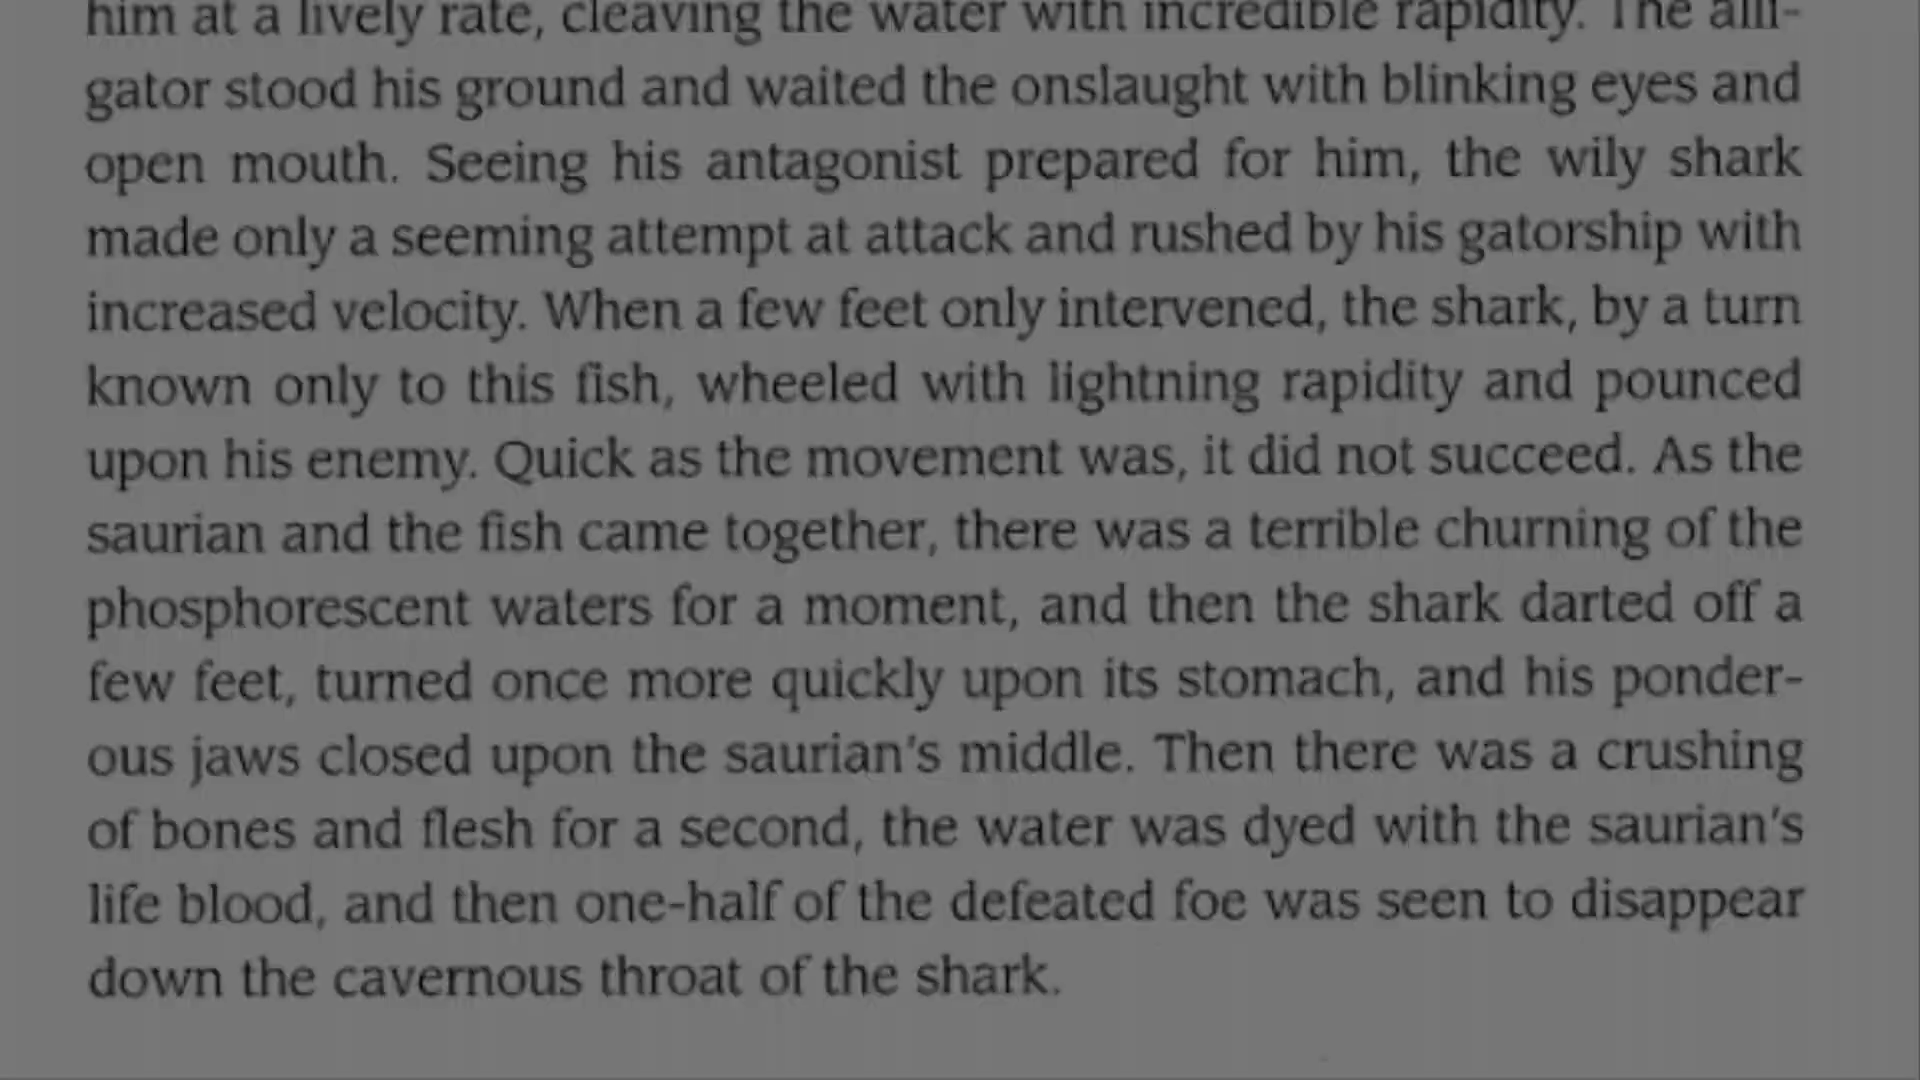 him at a lively rate, cleaving the water with incredible rapidity. The alli-
gator stood his ground and waited the onslaught with blinking eyes and
open mouth. Seeing his antagonist prepared for him, the wily shark
made only a seeming attempt at attack and rushed by his gatorship with
increased velocity. When a few feet only intervened, the shark, by a turn
known only to this fish, wheeled with lightning rapidity and pounced
upon his enemy. Quick as the movement was, it did not succeed. As the
saurian and the fish came together, there was a terrible churning of the
phosphorescent waters for a moment, and then the shark darted off a
few feet, turned once more quickly upon its stomach, and his ponder-
ous jaws closed upon the saurian's middle. Then there was a crushing
of bones and flesh for a second, the water was dyed with the saurian's
life blood, and then one-half of the defeated foe was seen to disappear
down the cavernous throat of the shark.